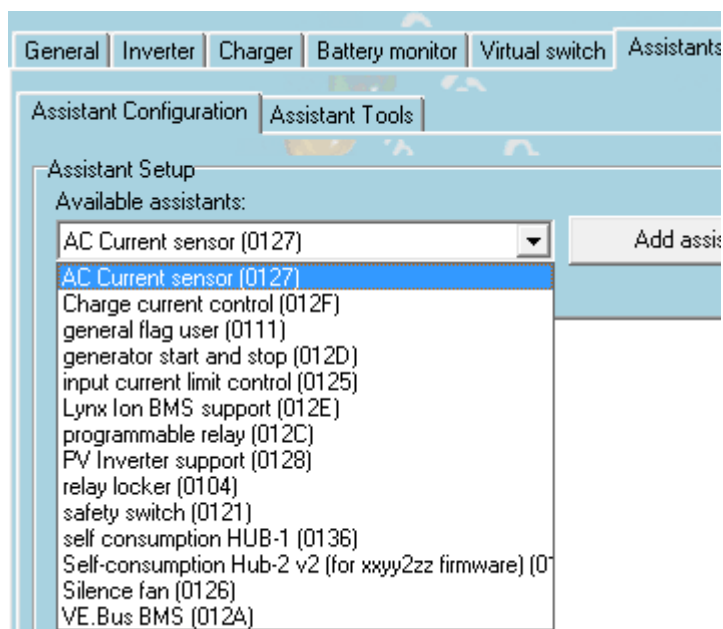 General Inverter Charger Battery monitor Virtual switch Assistants
Assistant Configuration Assistant Tools
Assistant Setup
Available assistants:
AC Current sensor (0127) Add assis
AC Current sensor (0127)
Charge current control (012F)
general flag user (0111)
generator start and stop (012D)
input current limit control (0125)
Lynx Ion BMS support (012E)
programmable relay (012C)
PV Inverter support (0128)
relay locker (0104)
safety switch (0121)
self consumption HUB-1 (0136)
Self-consumption Hub-2 v2 (for xxyy2zz firmware) (0
Silence fan (0126)
VE.Bus BMS (012A)